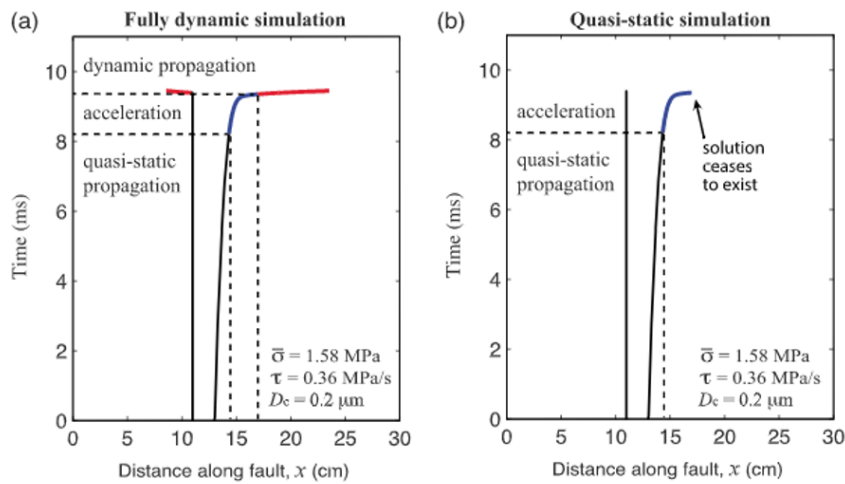 (a)
Fully dynamic simulation
10
8
6
4
2
0
Time (ms)
dynamic propagation
acceleration
quasi-static
propagation
σ̅ = 1.58 MPa
τ = 0.36 MPa/s
Dc = 0.2 μm
0 5 10 15 20 25 30
Distance along fault, x (cm)
(b)
Quasi-static simulation
10
8
6
4
2
0
Time (ms)
acceleration
quasi-static
propagation
solution
ceases
to exist
σ̅ = 1.58 MPa
τ = 0.36 MPa/s
Dc = 0.2 μm
0 5 10 15 20 25 30
Distance along fault, x (cm)